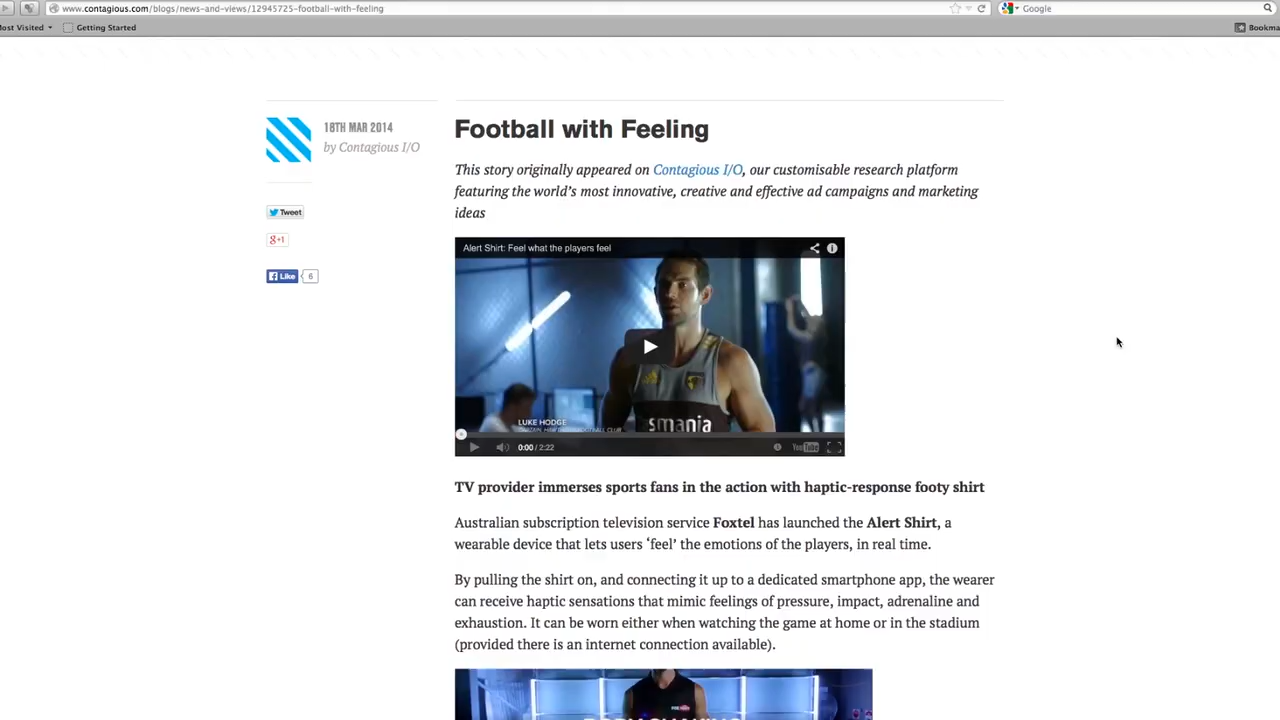 www.contagious.com/blogs/news-and-views/12945725-football-with-feeling
Google
Most Visited
Getting Started
Bookma
18TH MAR 2014
by Contagious I/O
Tweet
+1
Like
6
Football with Feeling
This story originally appeared on Contagious I/O, our customisable research platform
featuring the world's most innovative, creative and effective ad campaigns and marketing
ideas
Alert Shirt: Feel what the players feel
smania
LUKE HODGE
0:00 / 2:22
YouTube
TV provider immerses sports fans in the action with haptic-response footy shirt
Australian subscription television service Foxtel has launched the Alert Shirt, a
wearable device that lets users ‘feel’ the emotions of the players, in real time.
By pulling the shirt on, and connecting it up to a dedicated smartphone app, the wearer
can receive haptic sensations that mimic feelings of pressure, impact, adrenaline and
exhaustion. It can be worn either when watching the game at home or in the stadium
(provided there is an internet connection available).